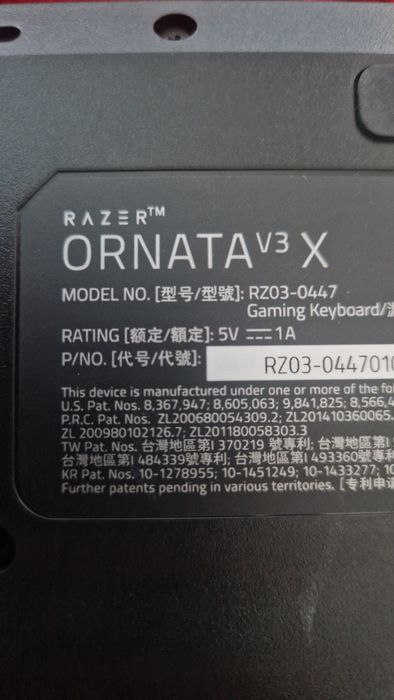 RAZER™
ORNATA V3 X
MODEL NO. [型号/型號]: RZ03-0447
Gaming Keyboard/
RATING [额定/額定]: 5V ⎓ 1A
P/NO. [代号/代號]: RZ03-0447010
This device is manufactured under one or more of the
U.S. Pat. Nos. 8,367,947; 8,605,063; 9,841,825; 8,566,4
P.R.C. Pat. Nos. ZL200680054309.2; ZL201410360065.
ZL 200980102126.7; ZL201180058303.3
TW Pat. Nos. 台灣地區第I 370219 號專利; 台灣地區第I
台灣地區第I 484339號專利; 台灣地區第I 493360號專利
KR Pat. Nos. 10-1278955; 10-1451249; 10-1433277;
Further patents pending in various territories. [专利申请